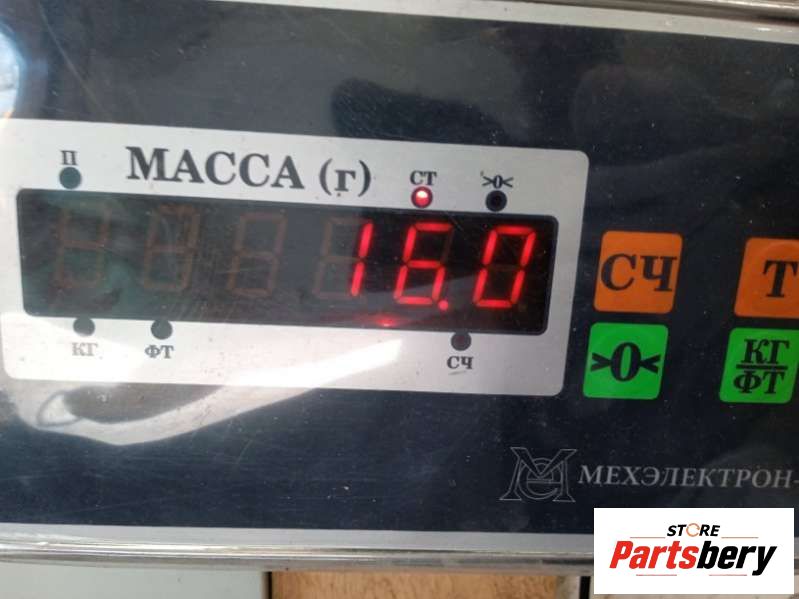 П МАССА (г) СТ >0<
16.0
КГ ФТ СЧ
СЧ Т
>0< КГ/ФТ
МЕХЭЛЕКТРОН-
STORE
Partsbery